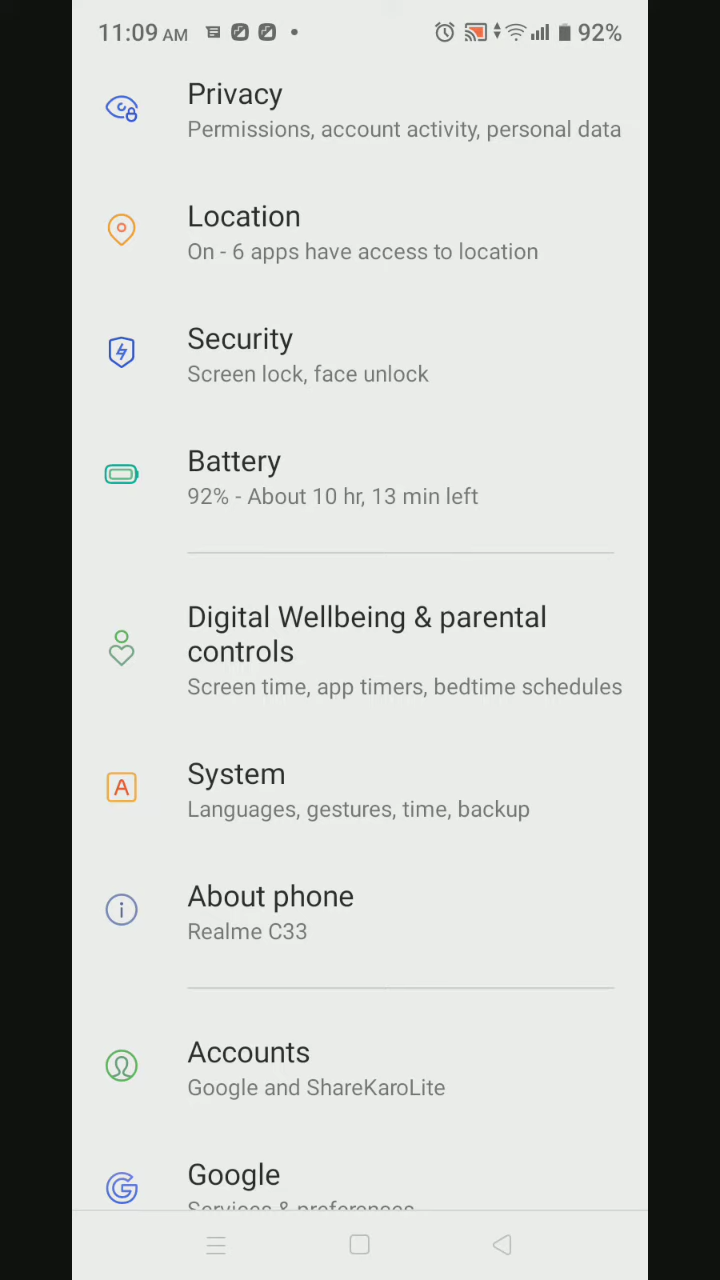 11:09 AM 92%
Privacy
Permissions, account activity, personal data
Location
On - 6 apps have access to location
Security
Screen lock, face unlock
Battery
92% - About 10 hr, 13 min left
Digital Wellbeing & parental
controls
Screen time, app timers, bedtime schedules
A
System
Languages, gestures, time, backup
About phone
Realme C33
Accounts
Google and ShareKaroLite
Google
Services & preferences